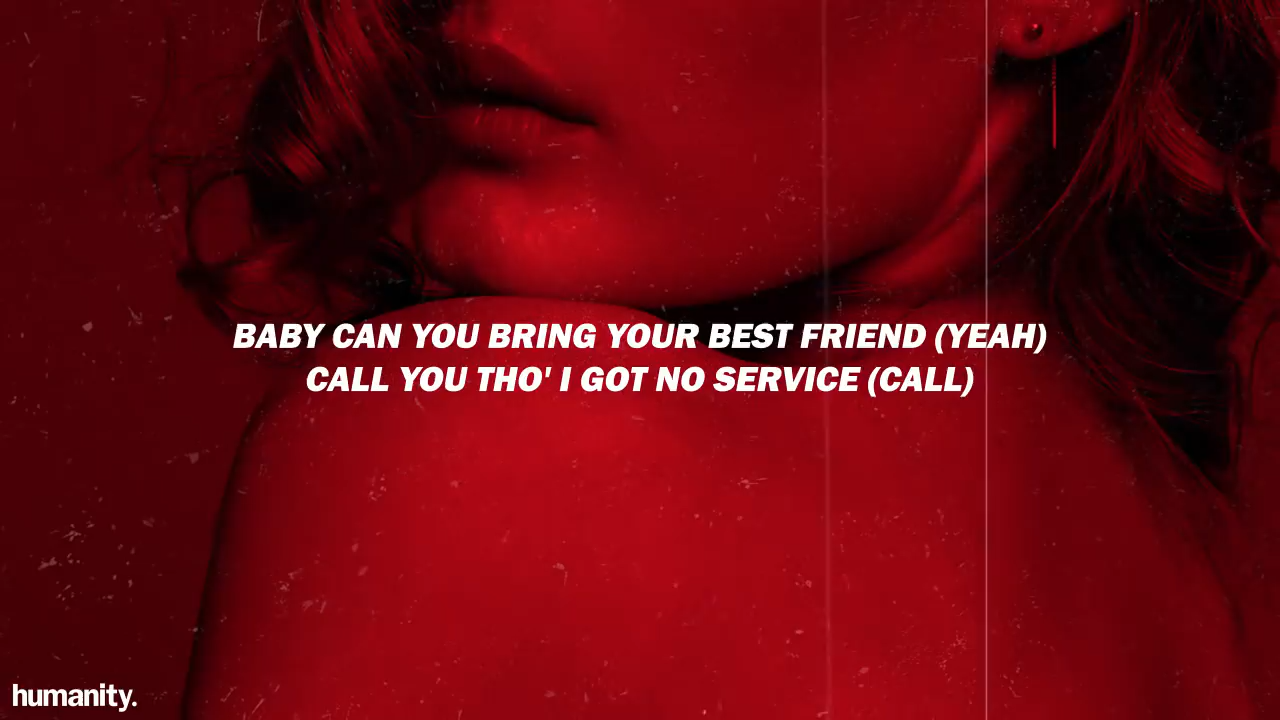 BABY CAN YOU BRING YOUR BEST FRIEND (YEAH)
CALL YOU THO' I GOT NO SERVICE (CALL)
humanity.